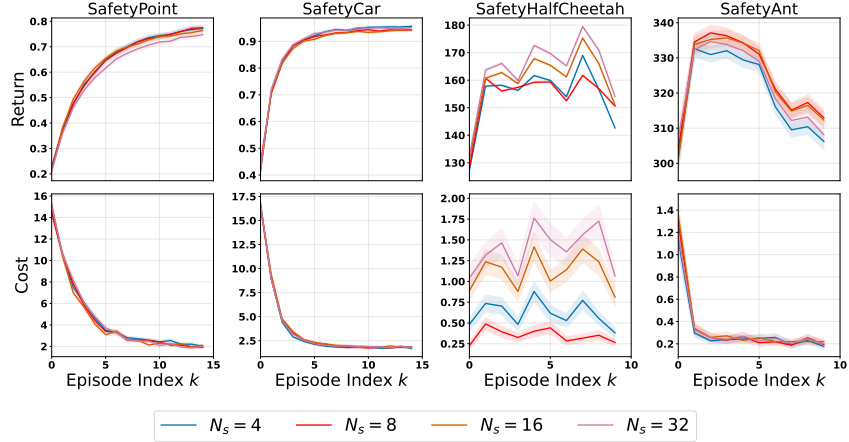 SafetyPoint SafetyCar SafetyHalfCheetah SafetyAnt
Return
0.8 0.7 0.6 0.5 0.4 0.3 0.2
0.9 0.8 0.7 0.6 0.5 0.4
180 170 160 150 140 130
340 330 320 310 300
Cost
16 14 12 10 8 6 4 2
17.5 15.0 12.5 10.0 7.5 5.0 2.5
2.00 1.75 1.50 1.25 1.00 0.75 0.50 0.25
1.4 1.2 1.0 0.8 0.6 0.4 0.2
0 5 10 15 0 5 10 15 0 5 10 0 5 10
Episode Index k Episode Index k Episode Index k Episode Index k
N_s = 4 N_s = 8 N_s = 16 N_s = 32